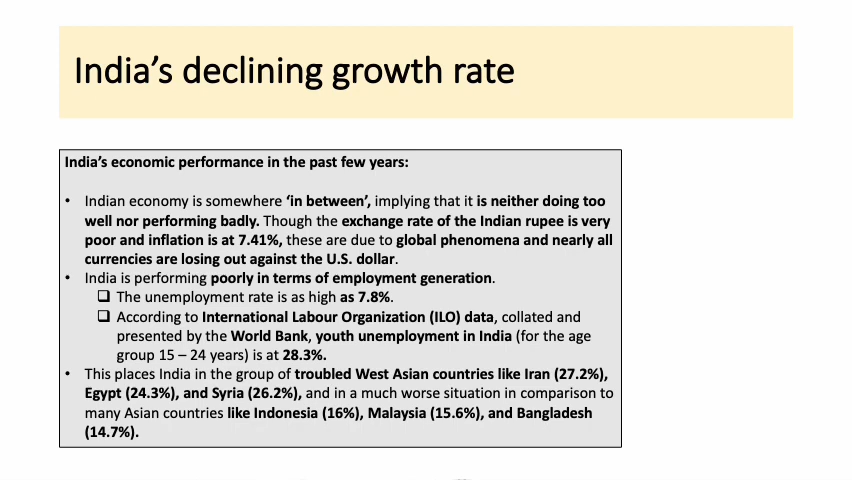 India’s declining growth rate
India’s economic performance in the past few years:
• Indian economy is somewhere ‘in between’, implying that it is neither doing too
well nor performing badly. Though the exchange rate of the Indian rupee is very
poor and inflation is at 7.41%, these are due to global phenomena and nearly all
currencies are losing out against the U.S. dollar.
• India is performing poorly in terms of employment generation.
❑ The unemployment rate is as high as 7.8%.
❑ According to International Labour Organization (ILO) data, collated and
presented by the World Bank, youth unemployment in India (for the age
group 15 – 24 years) is at 28.3%.
• This places India in the group of troubled West Asian countries like Iran (27.2%),
Egypt (24.3%), and Syria (26.2%), and in a much worse situation in comparison to
many Asian countries like Indonesia (16%), Malaysia (15.6%), and Bangladesh
(14.7%).